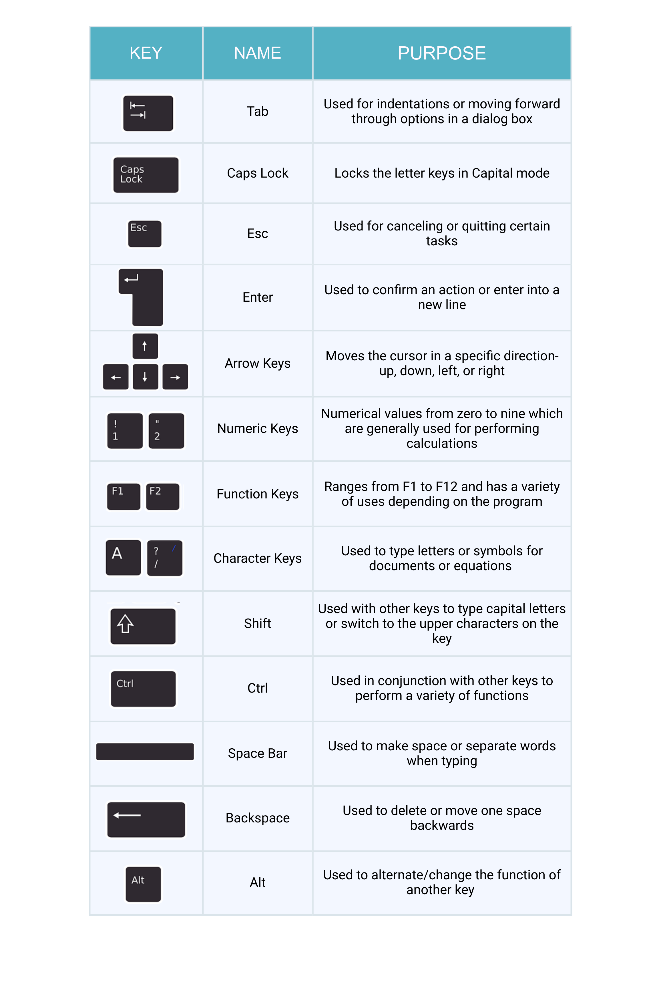 KEY NAME PURPOSE
Tab
Used for indentations or moving forward
through options in a dialog box
Caps
Lock
Caps Lock
Locks the letter keys in Capital mode
Esc
Esc
Used for canceling or quitting certain
tasks
Enter
Used to confirm an action or enter into a
new line
↑
← ↓ →
Arrow Keys
Moves the cursor in a specific direction-
up, down, left, or right
! "
1 2
Numeric Keys
Numerical values from zero to nine which
are generally used for performing
calculations
F1 F2
Function Keys
Ranges from F1 to F12 and has a variety
of uses depending on the program
A ? /
/
Character Keys
Used to type letters or symbols for
documents or equations
Shift
Used with other keys to type capital letters
or switch to the upper characters on the
key
Ctrl
Ctrl
Used in conjunction with other keys to
perform a variety of functions
Space Bar
Used to make space or separate words
when typing
Backspace
Used to delete or move one space
backwards
Alt
Alt
Used to alternate/change the function of
another key